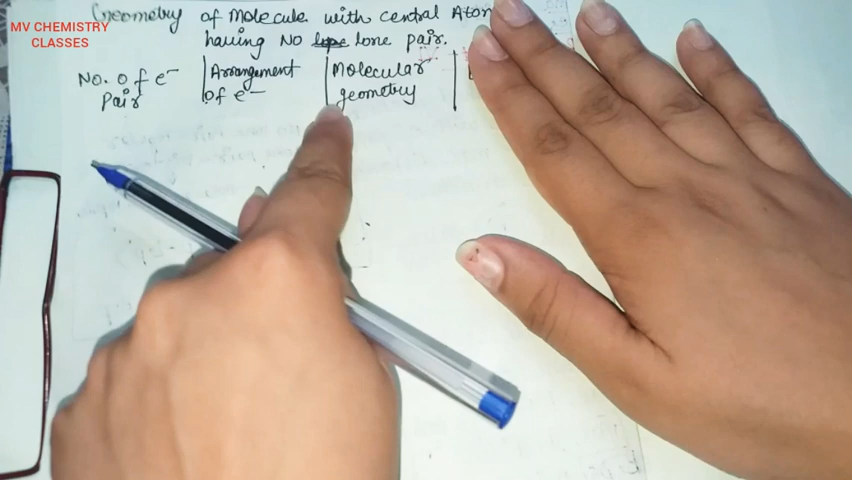 MV CHEMISTRY
CLASSES
Geometry of Molecule with central Atom
having NO lone pair.
No. of e⁻ Pair
Arrangement of e⁻
Molecular geometry